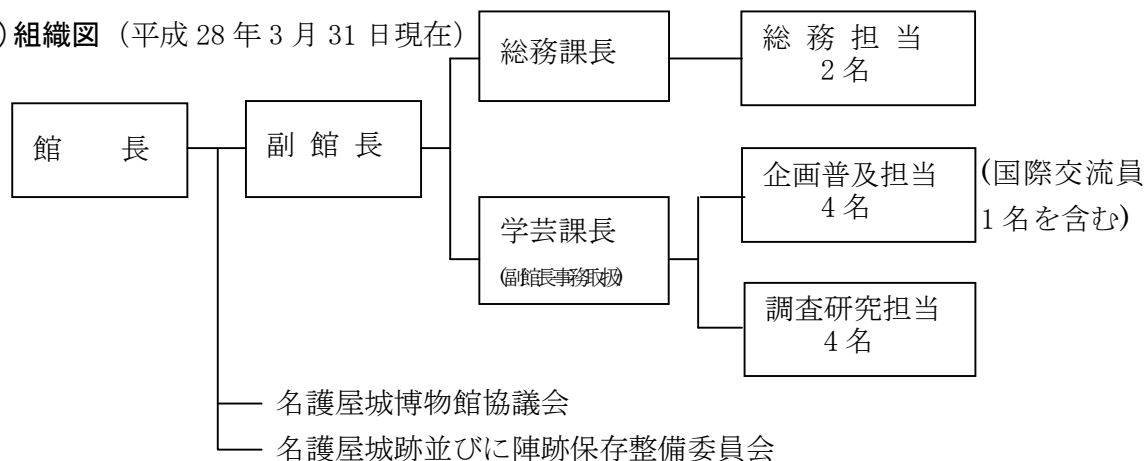 )組織図 （平成 28 年 3 月 31 日現在）
総務課長
総 務 担 当
2 名
館 長
副 館 長
企画普及担当
4 名
(国際交流員
1 名を含む)
学芸課長
(副館長事務取扱)
調査研究担当
4 名
名護屋城博物館協議会
名護屋城跡並びに陣跡保存整備委員会